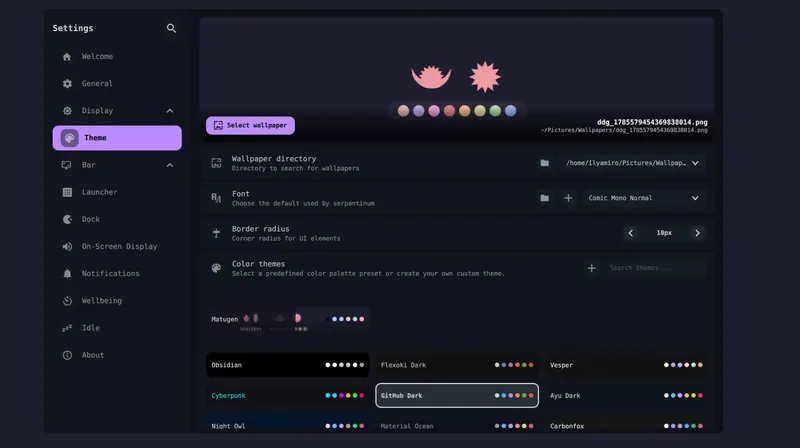 Settings
Welcome
General
Display
Theme
Bar
Launcher
Dock
On-Screen Display
Notifications
Wellbeing
Idle
About
Select wallpaper
ddg_1785579454369838014.png
~/Pictures/Wallpapers/ddg_1785579454369838014.png
Wallpaper directory
Directory to search for wallpapers
/home/ilyamiro/Pictures/Wallpap…
Font
Choose the default used by serpantinum
Comic Mono Normal
Border radius
Corner radius for UI elements
10px
Color themes
Select a predefined color palette preset or create your own custom theme.
Search themes...
Matugen
Obsidian
Flexoki Dark
Vesper
Cyberpunk
GitHub Dark
Ayu Dark
Night Owl
Material Ocean
Carbonfox